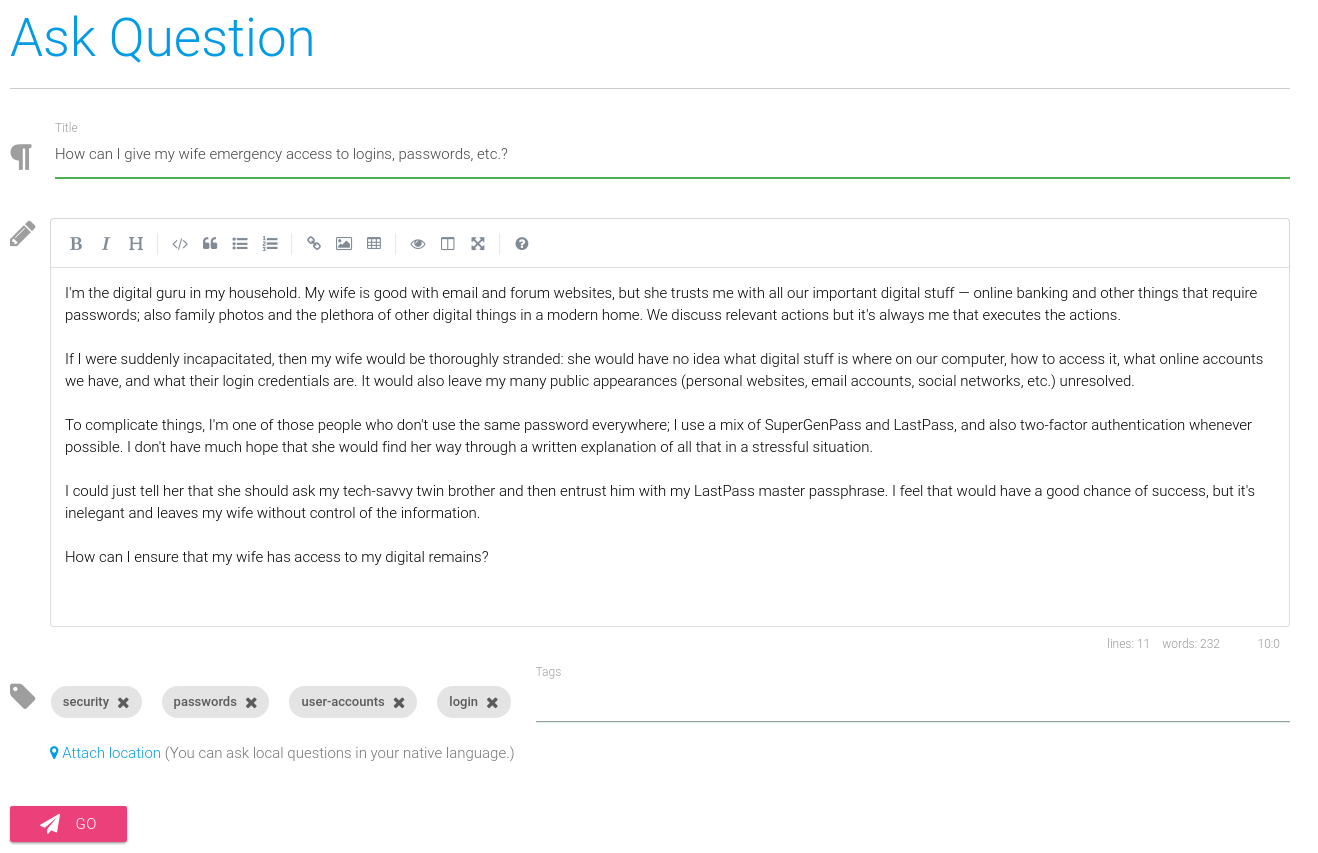 Ask Question
Title
How can I give my wife emergency access to logins, passwords, etc.?
B I H
I'm the digital guru in my household. My wife is good with email and forum websites, but she trusts me with all our important digital stuff — online banking and other things that require
passwords; also family photos and the plethora of other digital things in a modern home. We discuss relevant actions but it's always me that executes the actions.
If I were suddenly incapacitated, then my wife would be thoroughly stranded: she would have no idea what digital stuff is where on our computer, how to access it, what online accounts
we have, and what their login credentials are. It would also leave my many public appearances (personal websites, email accounts, social networks, etc.) unresolved.
To complicate things, I'm one of those people who don't use the same password everywhere; I use a mix of SuperGenPass and LastPass, and also two-factor authentication whenever
possible. I don't have much hope that she would find her way through a written explanation of all that in a stressful situation.
I could just tell her that she should ask my tech-savvy twin brother and then entrust him with my LastPass master passphrase. I feel that would have a good chance of success, but it's
inelegant and leaves my wife without control of the information.
How can I ensure that my wife has access to my digital remains?
lines: 11 words: 232 10:0
Tags
security passwords user-accounts login
Attach location (You can ask local questions in your native language.)
GO